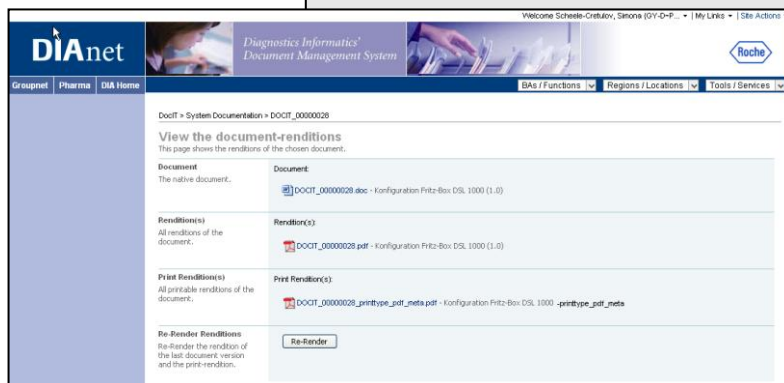 Welcome Scheele-Cretulov, Simona (GY-D+P... | My Links | Site Actions
DIAnet
Diagnostics Informatics'
Document Management System
Roche
Groupnet Pharma DIA Home
BAs / Functions Regions / Locations Tools / Services
DocIT > System Documentation > DOCIT_00000028
View the document-renditions
This page shows the renditions of the chosen document.
Document
The native document.
Document:
DOCIT_00000028.doc - Konfiguration Fritz-Box DSL 1000 (1.0)
Rendition(s)
All renditions of the
document.
Rendition(s):
DOCIT_00000028.pdf - Konfiguration Fritz-Box DSL 1000 (1.0)
Print Rendition(s)
All printable renditions of the
document.
Print Rendition(s):
DOCIT_00000028_printtype_pdf_meta.pdf - Konfiguration Fritz-Box DSL 1000 -printtype_pdf_meta
Re-Render Renditions
Re-Render the rendition of
the last document version
and the print-rendition.
Re-Render